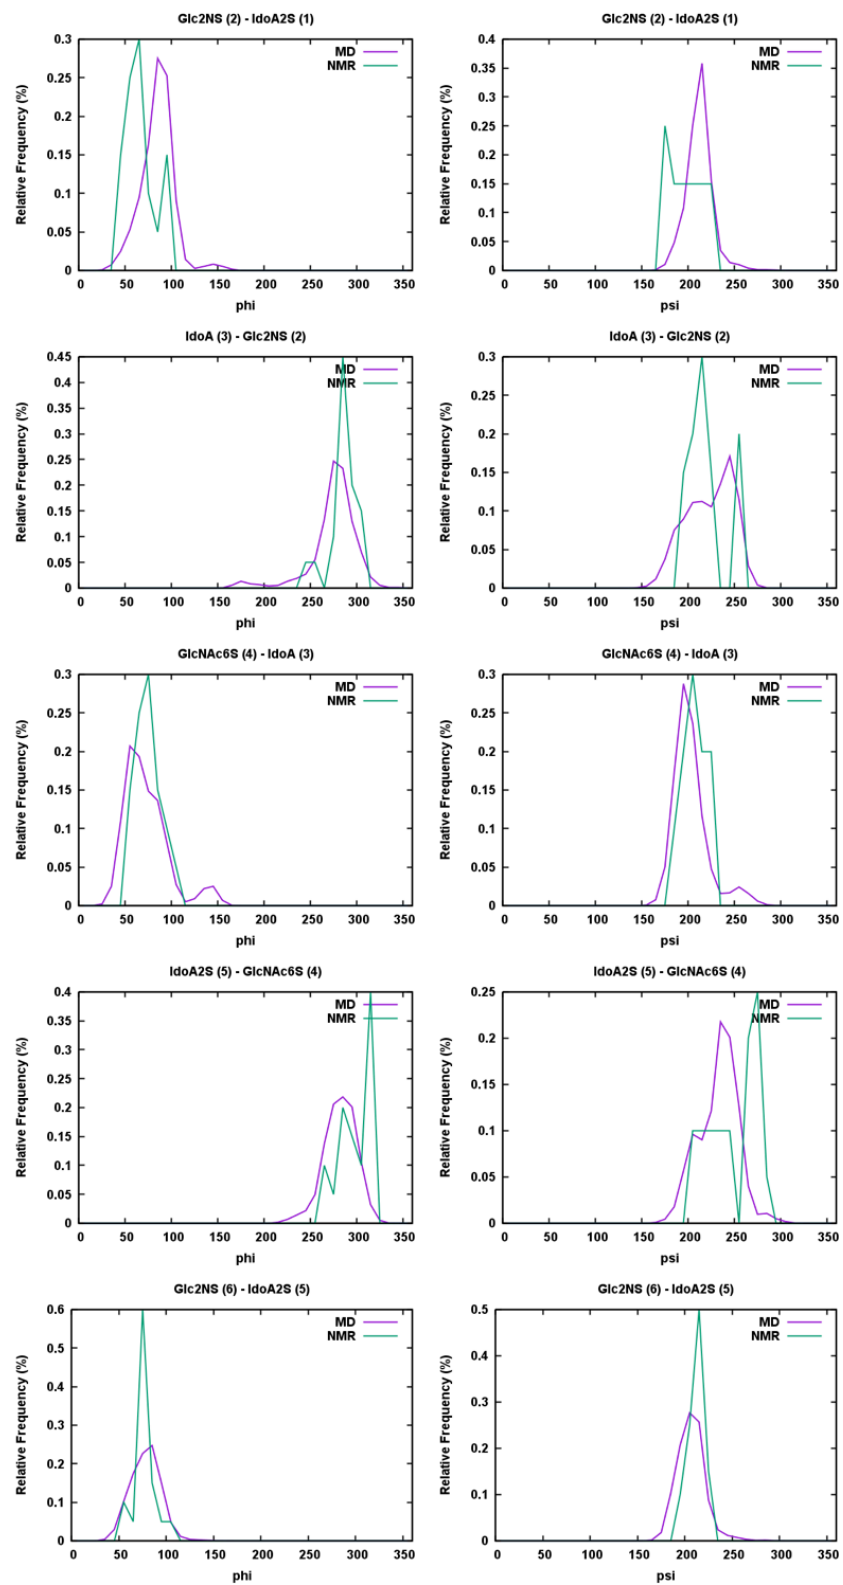 Glc2NS (2) - IdoA2S (1)
Relative Frequency (%)
0.3
0.25
0.2
0.15
0.1
0.05
0
MD
NMR
0 50 100 150 200 250 300 350
phi
Glc2NS (2) - IdoA2S (1)
Relative Frequency (%)
0.4
0.35
0.3
0.25
0.2
0.15
0.1
0.05
0
MD
NMR
0 50 100 150 200 250 300 350
psi
IdoA (3) - Glc2NS (2)
Relative Frequency (%)
0.45
0.4
0.35
0.3
0.25
0.2
0.15
0.1
0.05
0
MD
NMR
0 50 100 150 200 250 300 350
phi
IdoA (3) - Glc2NS (2)
Relative Frequency (%)
0.3
0.25
0.2
0.15
0.1
0.05
0
MD
NMR
0 50 100 150 200 250 300 350
psi
GlcNAc6S (4) - IdoA (3)
Relative Frequency (%)
0.3
0.25
0.2
0.15
0.1
0.05
0
MD
NMR
0 50 100 150 200 250 300 350
phi
GlcNAc6S (4) - IdoA (3)
Relative Frequency (%)
0.3
0.25
0.2
0.15
0.1
0.05
0
MD
NMR
0 50 100 150 200 250 300 350
psi
IdoA2S (5) - GlcNAc6S (4)
Relative Frequency (%)
0.4
0.35
0.3
0.25
0.2
0.15
0.1
0.05
0
MD
NMR
0 50 100 150 200 250 300 350
phi
IdoA2S (5) - GlcNAc6S (4)
Relative Frequency (%)
0.25
0.2
0.15
0.1
0.05
0
MD
NMR
0 50 100 150 200 250 300 350
psi
Glc2NS (6) - IdoA2S (5)
Relative Frequency (%)
0.6
0.5
0.4
0.3
0.2
0.1
0
MD
NMR
0 50 100 150 200 250 300 350
phi
Glc2NS (6) - IdoA2S (5)
Relative Frequency (%)
0.5
0.4
0.3
0.2
0.1
0
MD
NMR
0 50 100 150 200 250 300 350
psi